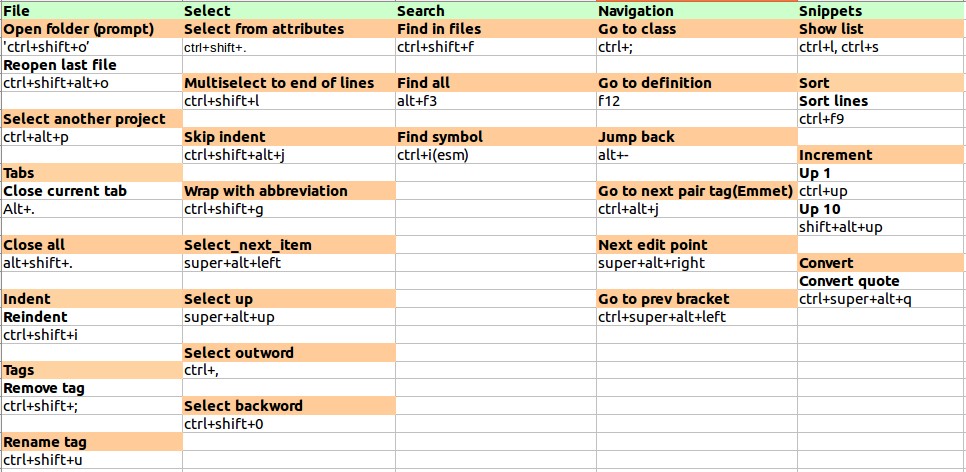 File Select Search Navigation Snippets
Open folder (prompt) Select from attributes Find in files Go to class Show list
'ctrl+shift+o’ ctrl+shift+. ctrl+shift+f ctrl+; ctrl+l, ctrl+s
Reopen last file
ctrl+shift+alt+o Multiselect to end of lines Find all Go to definition Sort
ctrl+shift+l alt+f3 f12 Sort lines
Select another project ctrl+f9
ctrl+alt+p Skip indent Find symbol Jump back
ctrl+shift+alt+j ctrl+i(esm) alt+- Increment
Tabs Up 1
Close current tab Wrap with abbreviation Go to next pair tag(Emmet) ctrl+up
Alt+. ctrl+shift+g ctrl+alt+j Up 10
shift+alt+up
Close all Select_next_item Next edit point
alt+shift+. super+alt+left super+alt+right Convert
Convert quote
Indent Select up Go to prev bracket ctrl+super+alt+q
Reindent super+alt+up ctrl+super+alt+left
ctrl+shift+i
Select outword
Tags ctrl+,
Remove tag
ctrl+shift+; Select backword
ctrl+shift+0
Rename tag
ctrl+shift+u